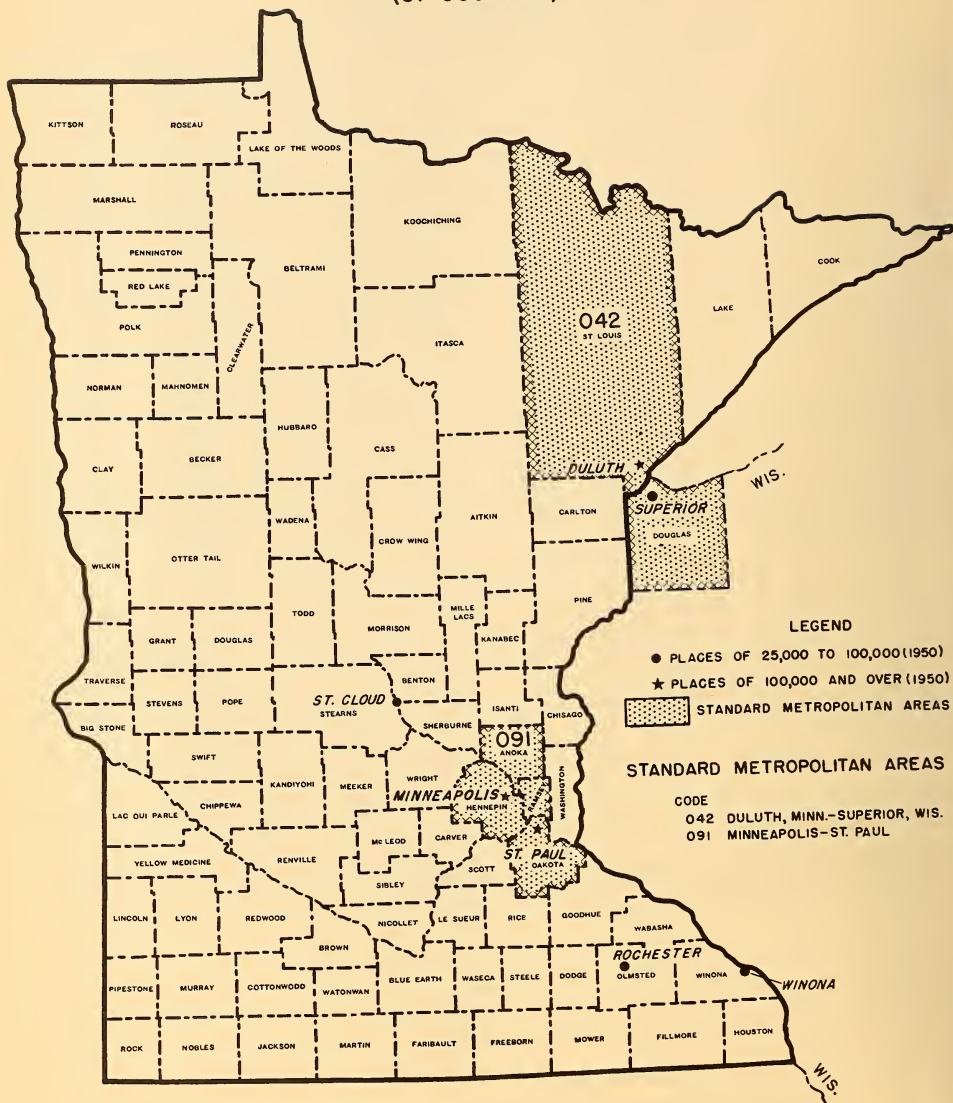 KITTSON
ROSEAU
LAKE OF THE WOODS
MARSHALL
KOOCHICHING
PENNINGTON
BELTRAMI
RED LAKE
COOK
LAKE
POLK
CLEARWATER
042
ST LOUIS
ITASCA
NORMAN
MAHNOMEN
HUBBARO
CASS
CLAY
BECKER
DULUTH
WIS.
SUPERIOR
WADENA
AITKIN
CARLTON
DOUGLAS
CROW WING
OTTER TAIL
WILKIN
PINE
TODD
MILLE
LACS
MORRISON
KANABEC
GRANT
DOUGLAS
TRAVERSE
BENTON
STEVENS
POPE
ST. CLOUD
STEARNS
ISANTI
CHISAGO
BIG STONE
SHERBURNE
091
ANOKA
SWIFT
KANDIYOHI
MEEKER
WRIGHT
MINNEAPOLIS
HENNEPIN
WASHINGTON
CHIPPEWA
LAC QUI PARLE
MCLEOD
CARVER
ST. PAUL
DAKOTA
YELLOW MEDICINE
RENVILLE
SCOTT
SIBLEY
LINCOLN
LYON
REDWOOD
NICOLLET
LE SUEUR
RICE
GOODHUE
WABASHA
BROWN
ROCHESTER
PIPESTONE
MURRAY
COTTONWOOD
WATONWAN
BLUE EARTH
WASECA
STEELE
DODGE
OLMSTED
WINONA
WINONA
ROCK
NOBLES
JACKSON
MARTIN
FARIBAULT
FREEBORN
MOWER
FILLMORE
HOUSTON
WIS.
LEGEND
PLACES OF 25,000 TO 100,000 (1950)
PLACES OF 100,000 AND OVER (1950)
STANDARD METROPOLITAN AREAS
STANDARD METROPOLITAN AREAS
CODE
042 DULUTH, MINN.-SUPERIOR, WIS.
091 MINNEAPOLIS-ST. PAUL